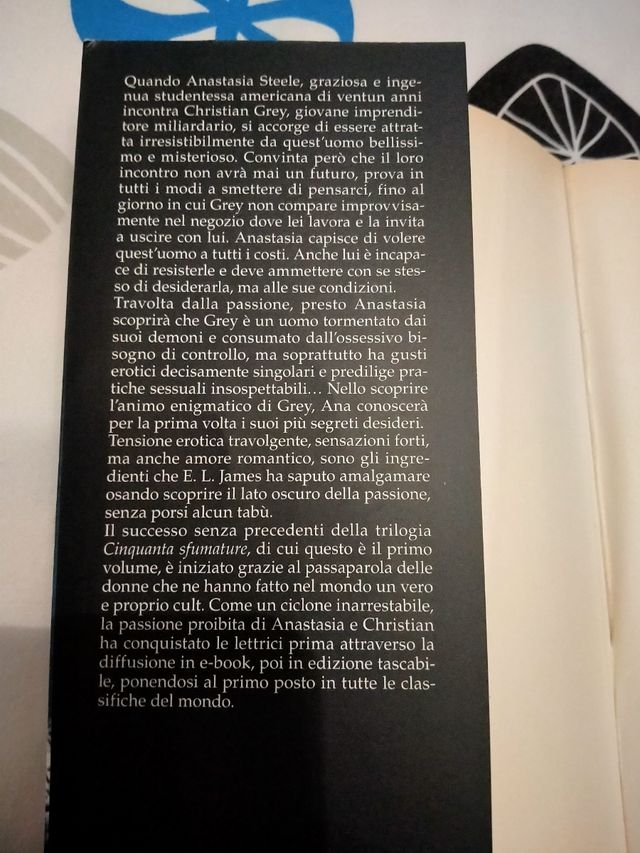 Quando Anastasia Steele, graziosa e inge-
nua studentessa americana di ventun anni
incontra Christian Grey, giovane imprendi-
tore miliardario, si accorge di essere attrat-
ta irresistibilmente da quest'uomo bellissi-
mo e misterioso. Convinta però che il loro
incontro non avrà mai un futuro, prova in
tutti i modi a smettere di pensarci, fino al
giorno in cui Grey non compare improvvisa-
mente nel negozio dove lei lavora e la invita
a uscire con lui. Anastasia capisce di volere
quest'uomo a tutti i costi. Anche lui è incapa-
ce di resisterle e deve ammettere con se stes-
so di desiderarla, ma alle sue condizioni.
Travolta dalla passione, presto Anastasia
scoprirà che Grey è un uomo tormentato dai
suoi demoni e consumato dall'ossessivo bi-
sogno di controllo, ma soprattutto ha gusti
erotici decisamente singolari e predilige pra-
tiche sessuali insospettabili... Nello scoprire
l'animo enigmatico di Grey, Ana conoscerà
per la prima volta i suoi più segreti desideri.
Tensione erotica travolgente, sensazioni forti,
ma anche amore romantico, sono gli ingre-
dienti che E. L. James ha saputo amalgamare
osando scoprire il lato oscuro della passione,
senza porsi alcun tabù.
Il successo senza precedenti della trilogia
Cinquanta sfumature, di cui questo è il primo
volume, è iniziato grazie al passaparola delle
donne che ne hanno fatto nel mondo un vero
e proprio cult. Come un ciclone inarrestabile,
la passione proibita di Anastasia e Christian
ha conquistato le lettrici prima attraverso la
diffusione in e-book, poi in edizione tascabi-
le, ponendosi al primo posto in tutte le clas-
sifiche del mondo.